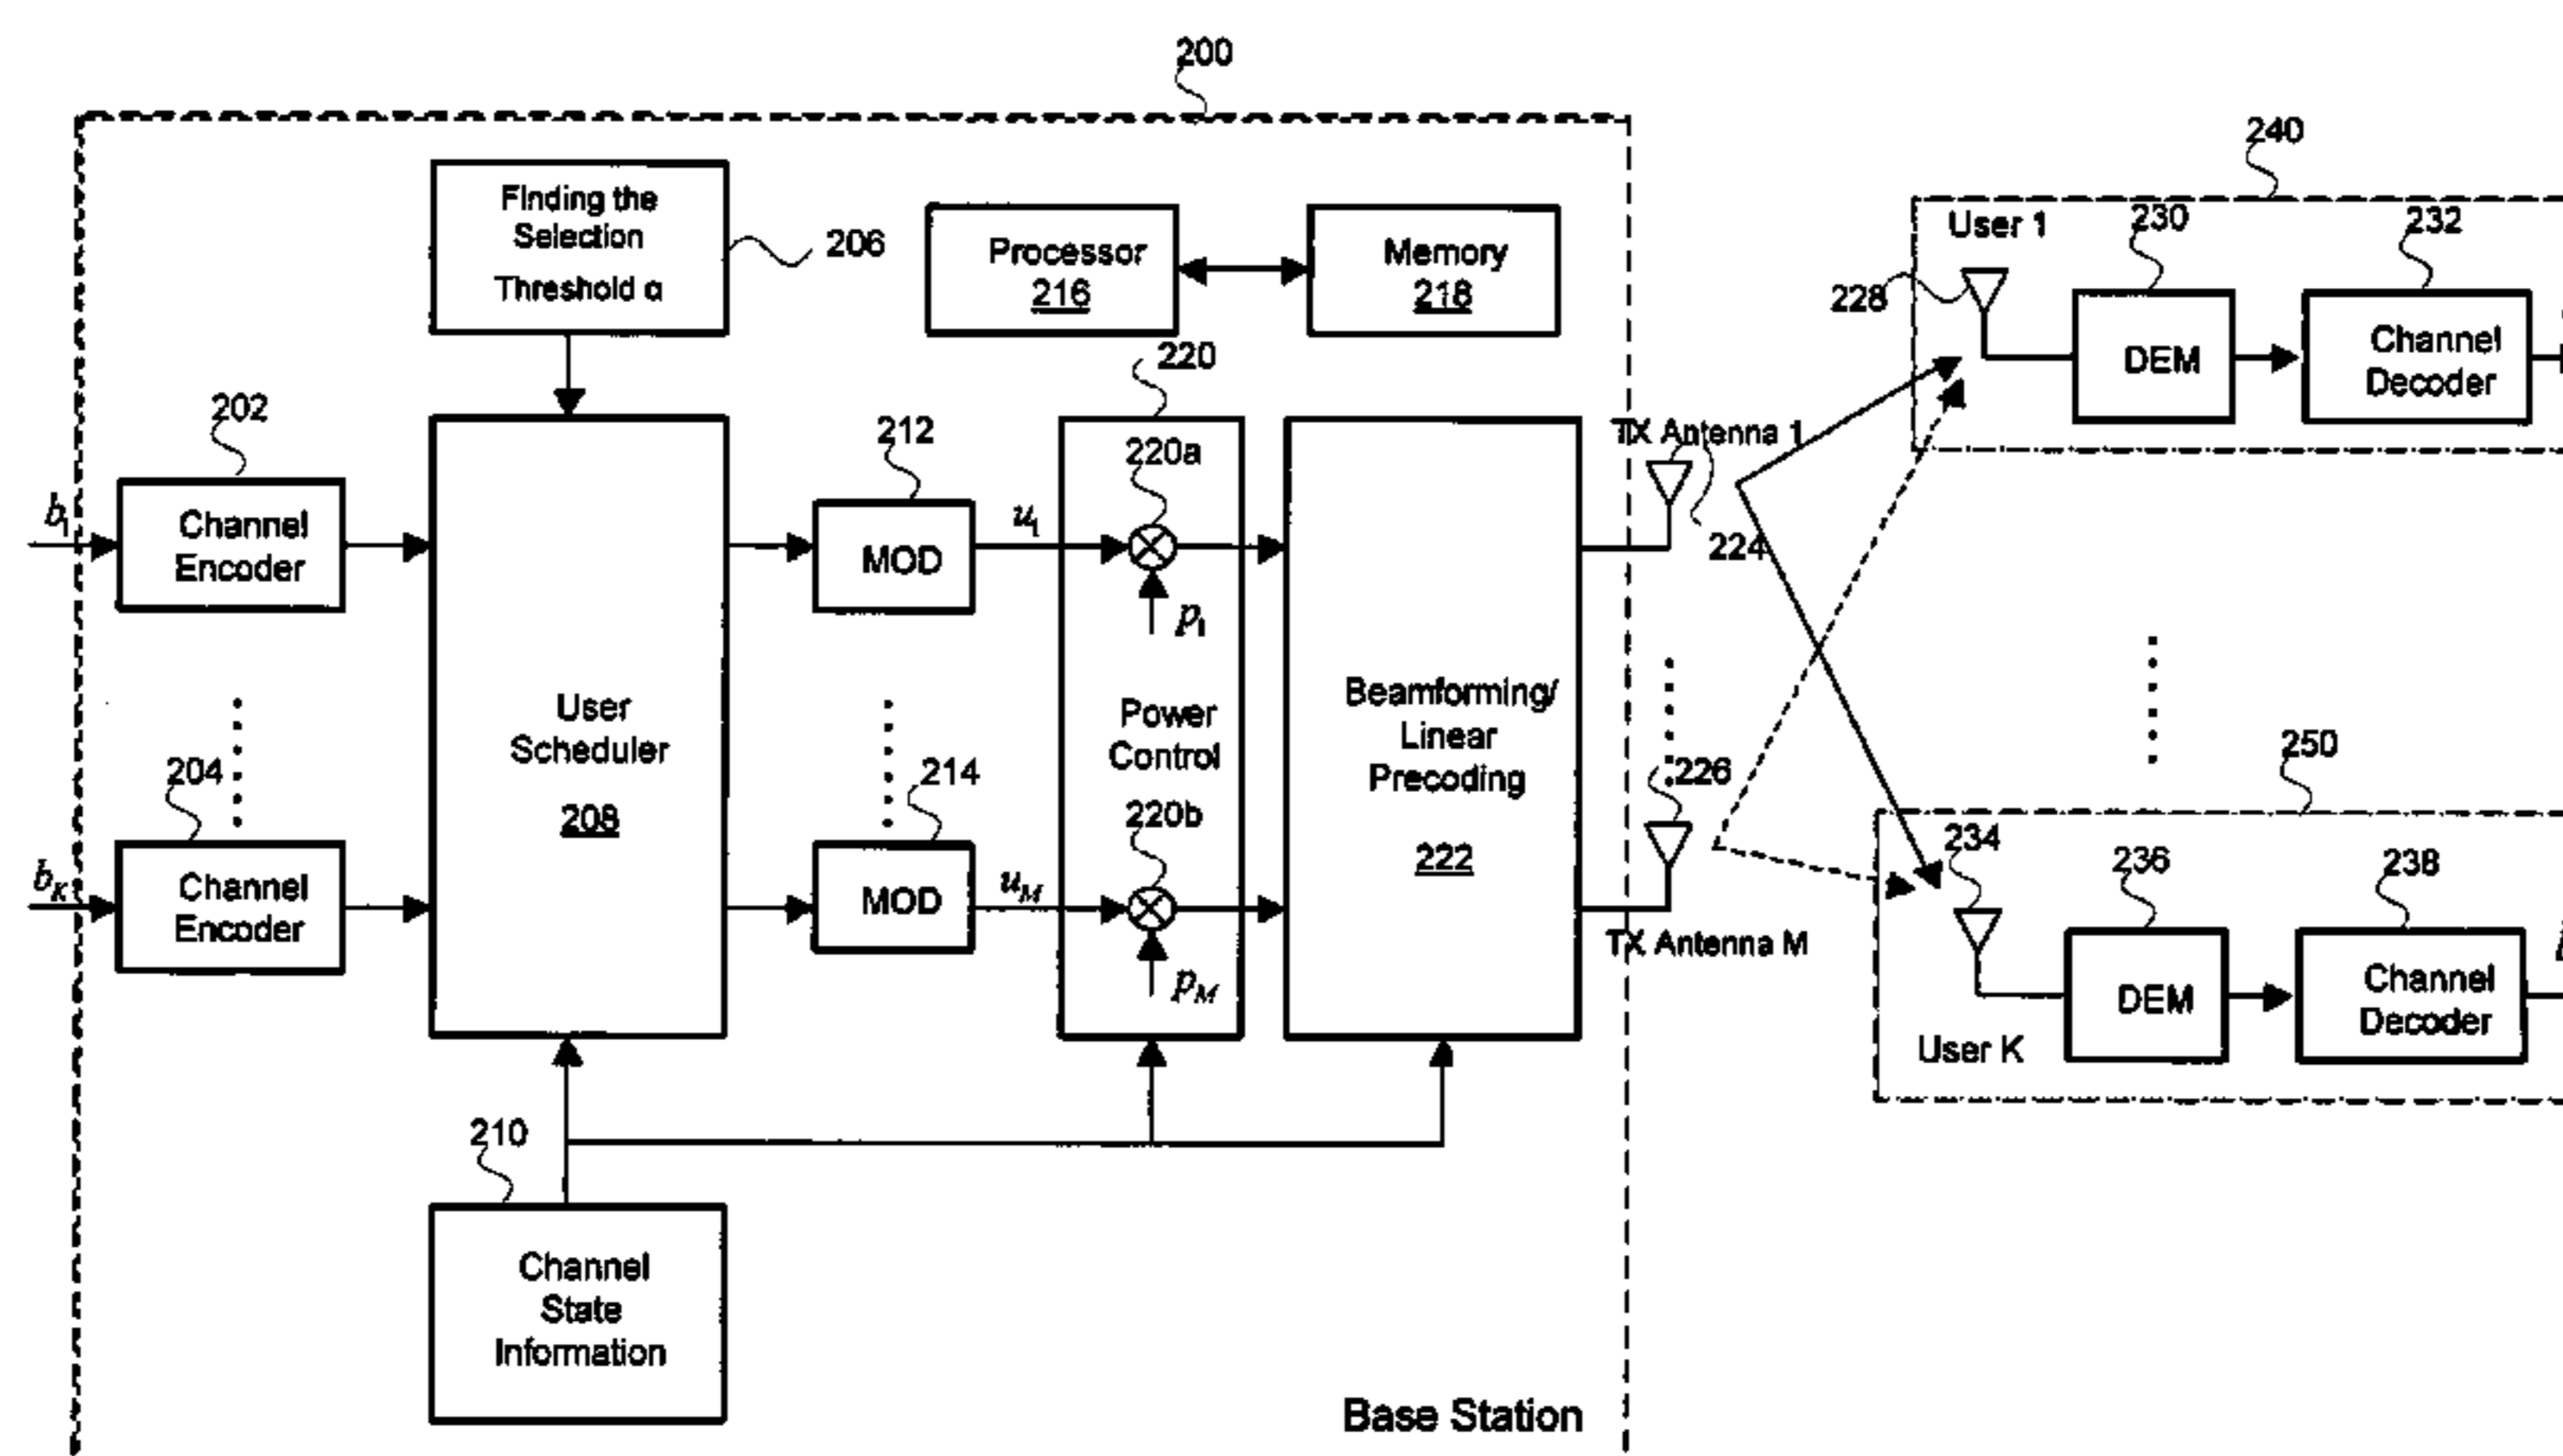 200
Finding the
Selection
Threshold α
206
Processor
216
Memory
218
240
User 1
228
230
DEM
232
Channel
Decoder
202
b₁
Channel
Encoder
204
b_K
Channel
Encoder
User
Scheduler
208
212
MOD
u₁
214
MOD
u_M
220
220a
p₁
Power
Control
220b
p_M
Beamforming/
Linear
Precoding
222
TX Antenna 1
224
226
TX Antenna M
250
234
User K
236
DEM
238
Channel
Decoder
210
Channel
State
Information
Base Station